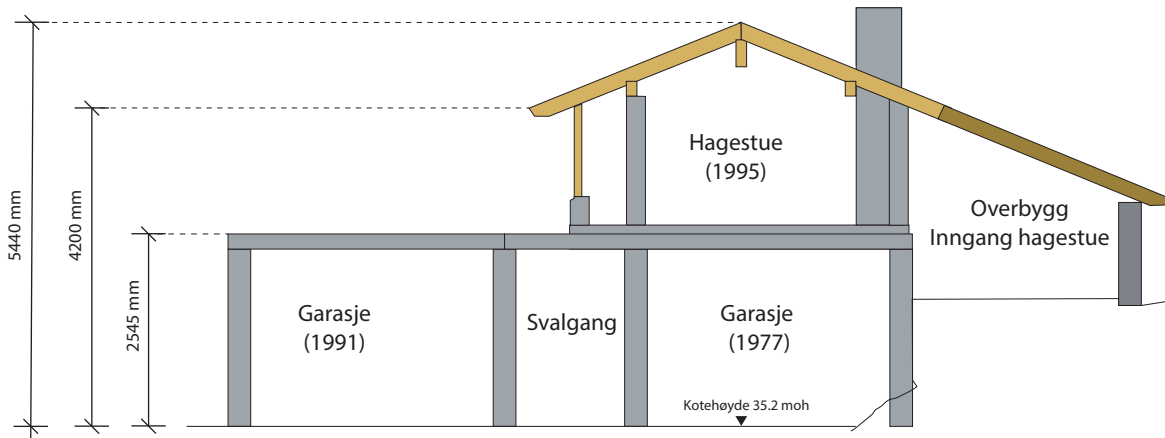 5440 mm
4200 mm
2545 mm
Hagestue
(1995)
Overbygg
Inngang hagestue
Garasje
(1991)
Svalgang
Garasje
(1977)
Kotehøyde 35.2 moh